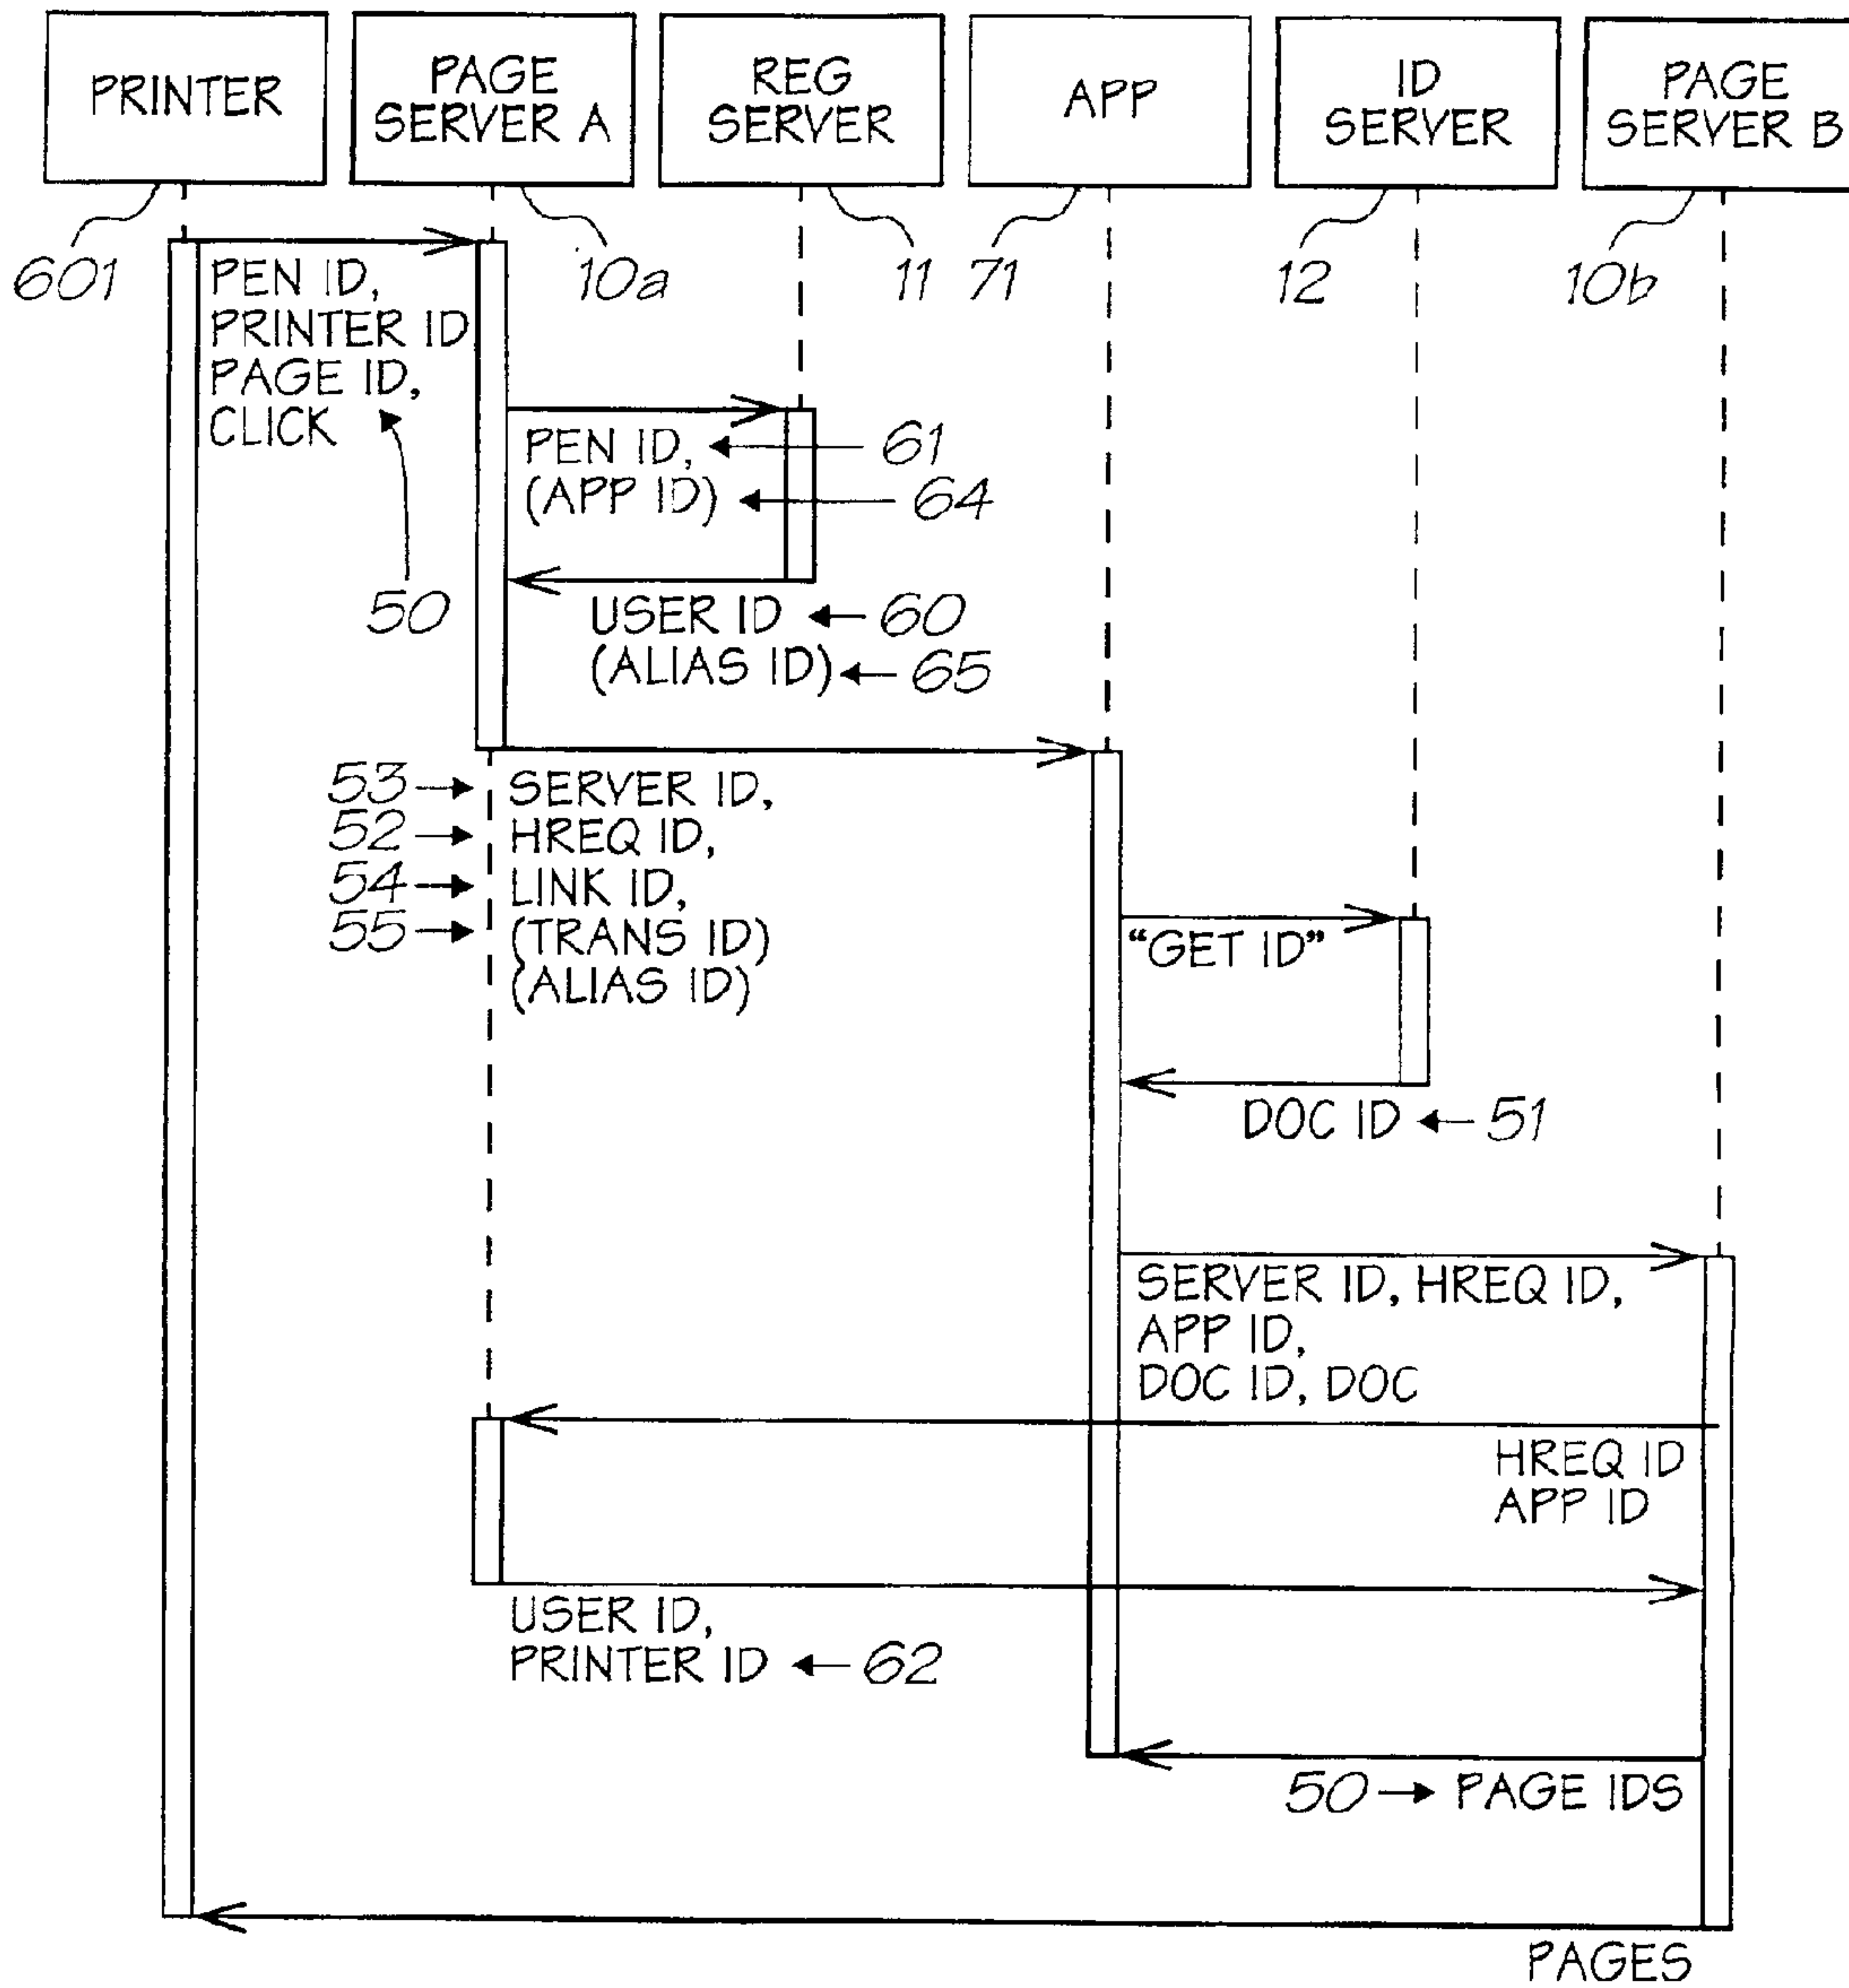 PRINTER
PAGE
SERVER A
REG
SERVER
APP
ID
SERVER
PAGE
SERVER B
601
10a
11
71
12
10b
PEN ID,
PRINTER ID
PAGE ID,
CLICK
50
PEN ID,
61
(APP ID)
64
USER ID
60
(ALIAS ID)
65
53
SERVER ID,
52
HREQ ID,
54
LINK ID,
55
(TRANS ID)
(ALIAS ID)
"GET ID"
DOC ID
51
SERVER ID, HREQ ID,
APP ID,
DOC ID, DOC
HREQ ID
APP ID
USER ID,
PRINTER ID
62
50
PAGE IDS
PAGES